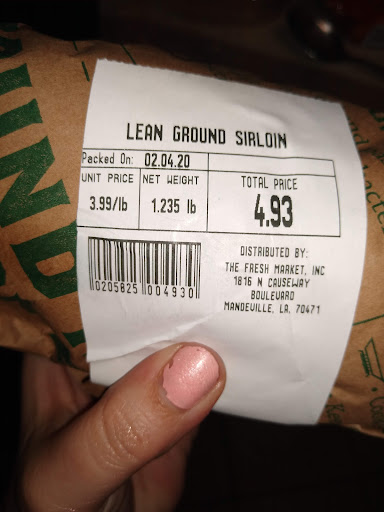 LEAN GROUND SIRLOIN
Packed On: 02.04.20
UNIT PRICE NET WEIGHT TOTAL PRICE
3.99/lb 1.235 lb 4.93
0205825 004930
DISTRIBUTED BY:
THE FRESH MARKET, INC
1816 N CAUSEWAY
BOULEVARD
MANDEVILLE, LA, 70471